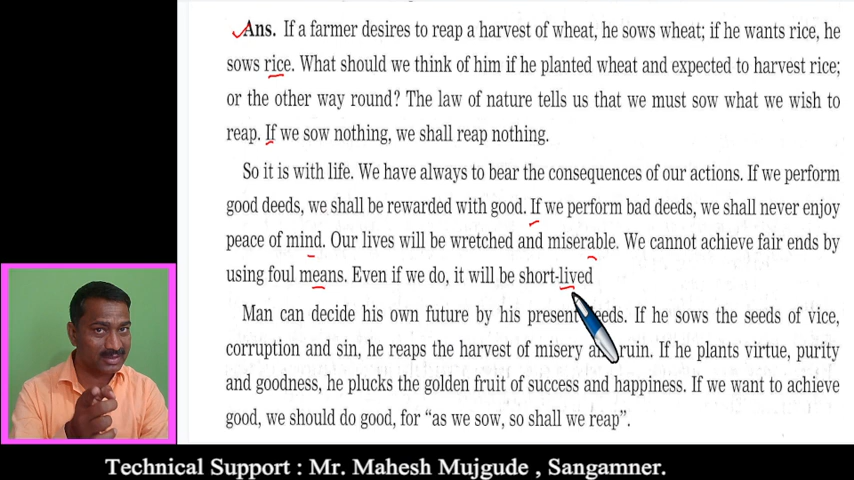 Ans. If a farmer desires to reap a harvest of wheat, he sows wheat; if he wants rice, he
sows rice. What should we think of him if he planted wheat and expected to harvest rice;
or the other way round? The law of nature tells us that we must sow what we wish to
reap. If we sow nothing, we shall reap nothing.
So it is with life. We have always to bear the consequences of our actions. If we perform
good deeds, we shall be rewarded with good. If we perform bad deeds, we shall never enjoy
peace of mind. Our lives will be wretched and miserable. We cannot achieve fair ends by
using foul means. Even if we do, it will be short-lived
Man can decide his own future by his present deeds. If he sows the seeds of vice,
corruption and sin, he reaps the harvest of misery and ruin. If he plants virtue, purity
and goodness, he plucks the golden fruit of success and happiness. If we want to achieve
good, we should do good, for “as we sow, so shall we reap”.
Technical Support : Mr. Mahesh Mujgude , Sangamner.